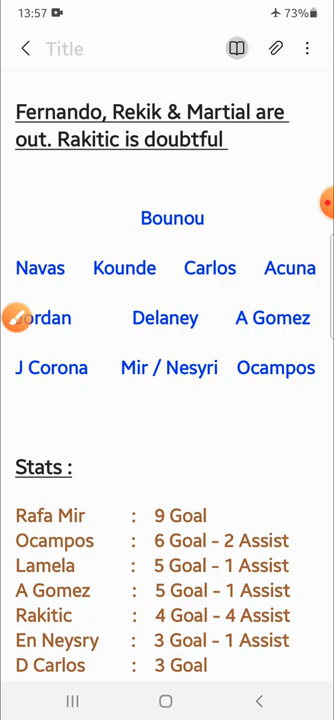 13:57 73%
Title
Fernando, Rekik & Martial are
out. Rakitic is doubtful
Bounou
Navas Kounde Carlos Acuna
Delaney A Gomez
J Corona Mir / Nesyri Ocampos
Stats :
Rafa Mir : 9 Goal
Ocampos : 6 Goal - 2 Assist
Lamela : 5 Goal - 1 Assist
A Gomez : 5 Goal - 1 Assist
Rakitic : 4 Goal - 4 Assist
En Neysry : 3 Goal - 1 Assist
D Carlos : 3 Goal